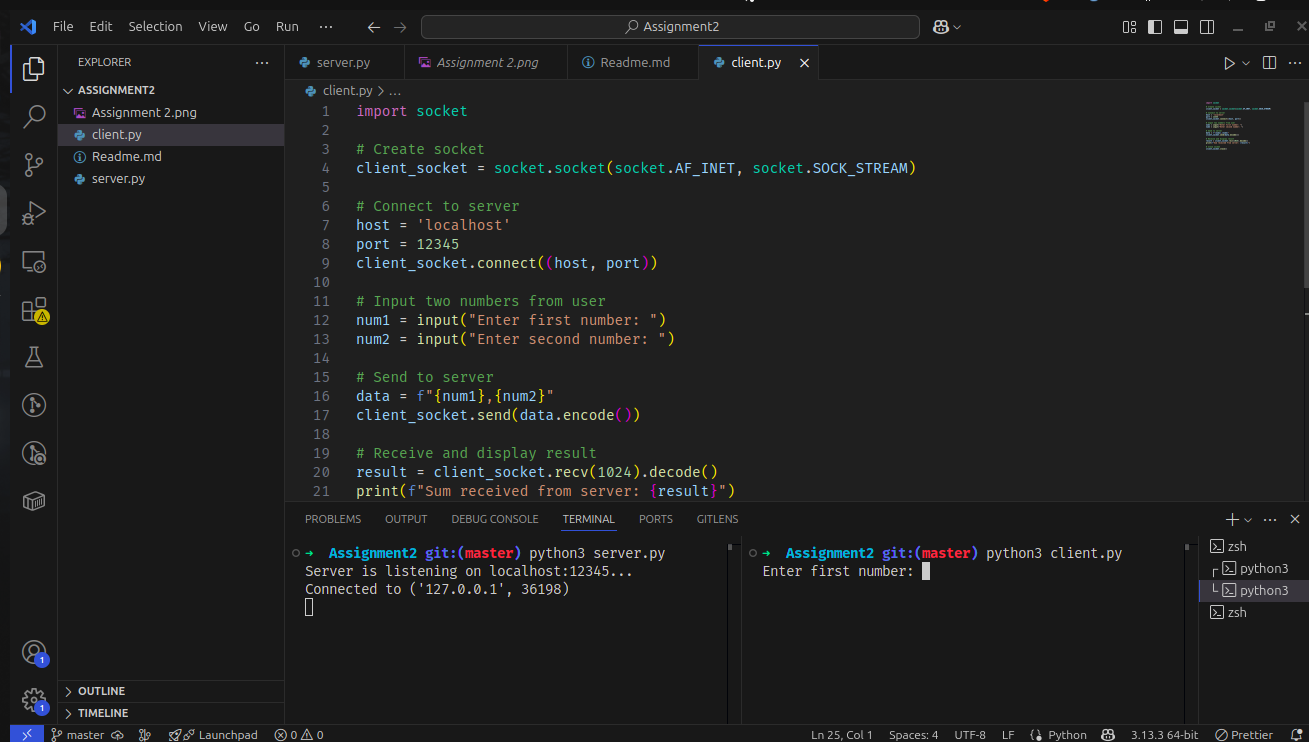 File Edit Selection View Go Run ... Assignment2
EXPLORER ...
ASSIGNMENT2
Assignment 2.png
client.py
Readme.md
server.py
OUTLINE
TIMELINE
server.py Assignment 2.png Readme.md client.py
client.py > ...
1 import socket
2
3 # Create socket
4 client_socket = socket.socket(socket.AF_INET, socket.SOCK_STREAM)
5
6 # Connect to server
7 host = 'localhost'
8 port = 12345
9 client_socket.connect((host, port))
10
11 # Input two numbers from user
12 num1 = input("Enter first number: ")
13 num2 = input("Enter second number: ")
14
15 # Send to server
16 data = f"{num1},{num2}"
17 client_socket.send(data.encode())
18
19 # Receive and display result
20 result = client_socket.recv(1024).decode()
21 print(f"Sum received from server: {result}")
PROBLEMS OUTPUT DEBUG CONSOLE TERMINAL PORTS GITLENS
➜ Assignment2 git:(master) python3 server.py
Server is listening on localhost:12345...
Connected to ('127.0.0.1', 36198)
➜ Assignment2 git:(master) python3 client.py
Enter first number:
zsh
python3
python3
zsh
1
1
master Launchpad 0 0 Ln 25, Col 1 Spaces: 4 UTF-8 LF Python 3.13.3 64-bit Prettier